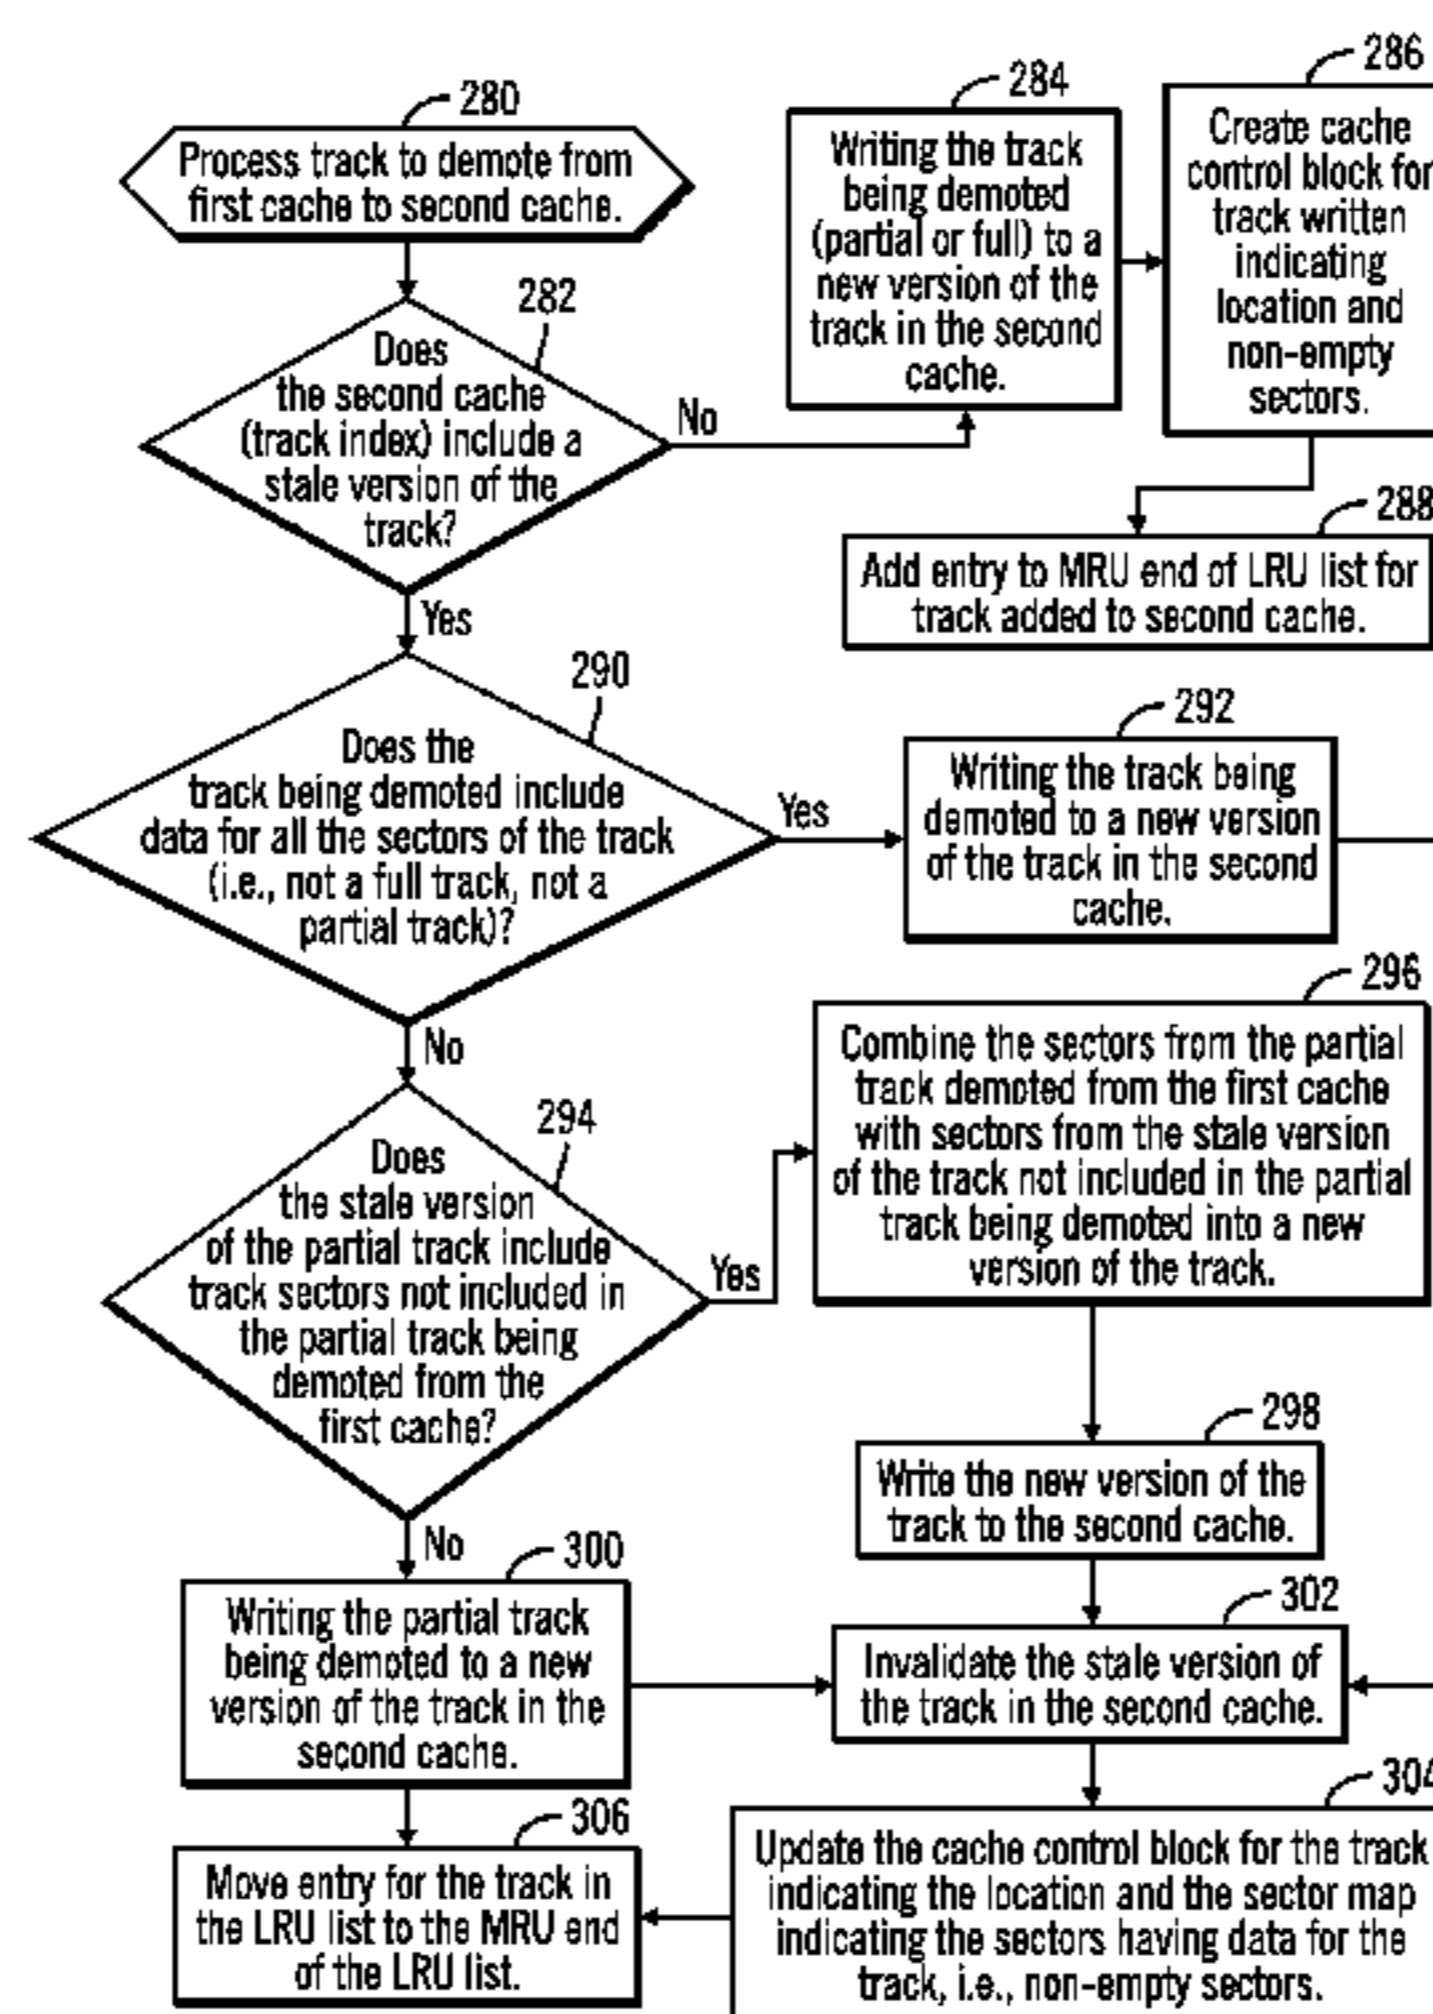 280
Process track to demote from
first cache to second cache.
282
Does
the second cache
(track index) include a
stale version of the
track?
No
Yes
284
Writing the track
being demoted
(partial or full) to a
new version of the
track in the second
cache.
286
Create cache
control block for
track written
indicating
location and
non-empty
sectors.
288
Add entry to MRU end of LRU list for
track added to second cache.
290
Does the
track being demoted include
data for all the sectors of the track
(i.e., not a full track, not a
partial track)?
Yes
No
292
Writing the track being
demoted to a new version
of the track in the second
cache.
294
Does
the stale version
of the partial track include
track sectors not included in
the partial track being
demoted from the
first cache?
Yes
No
296
Combine the sectors from the partial
track demoted from the first cache
with sectors from the stale version
of the track not included in the partial
track being demoted into a new
version of the track.
298
Write the new version of the
track to the second cache.
300
Writing the partial track
being demoted to a new
version of the track in the
second cache.
302
Invalidate the stale version of
the track in the second cache.
304
Update the cache control block for the track
indicating the location and the sector map
indicating the sectors having data for the
track, i.e., non-empty sectors.
306
Move entry for the track in
the LRU list to the MRU end
of the LRU list.